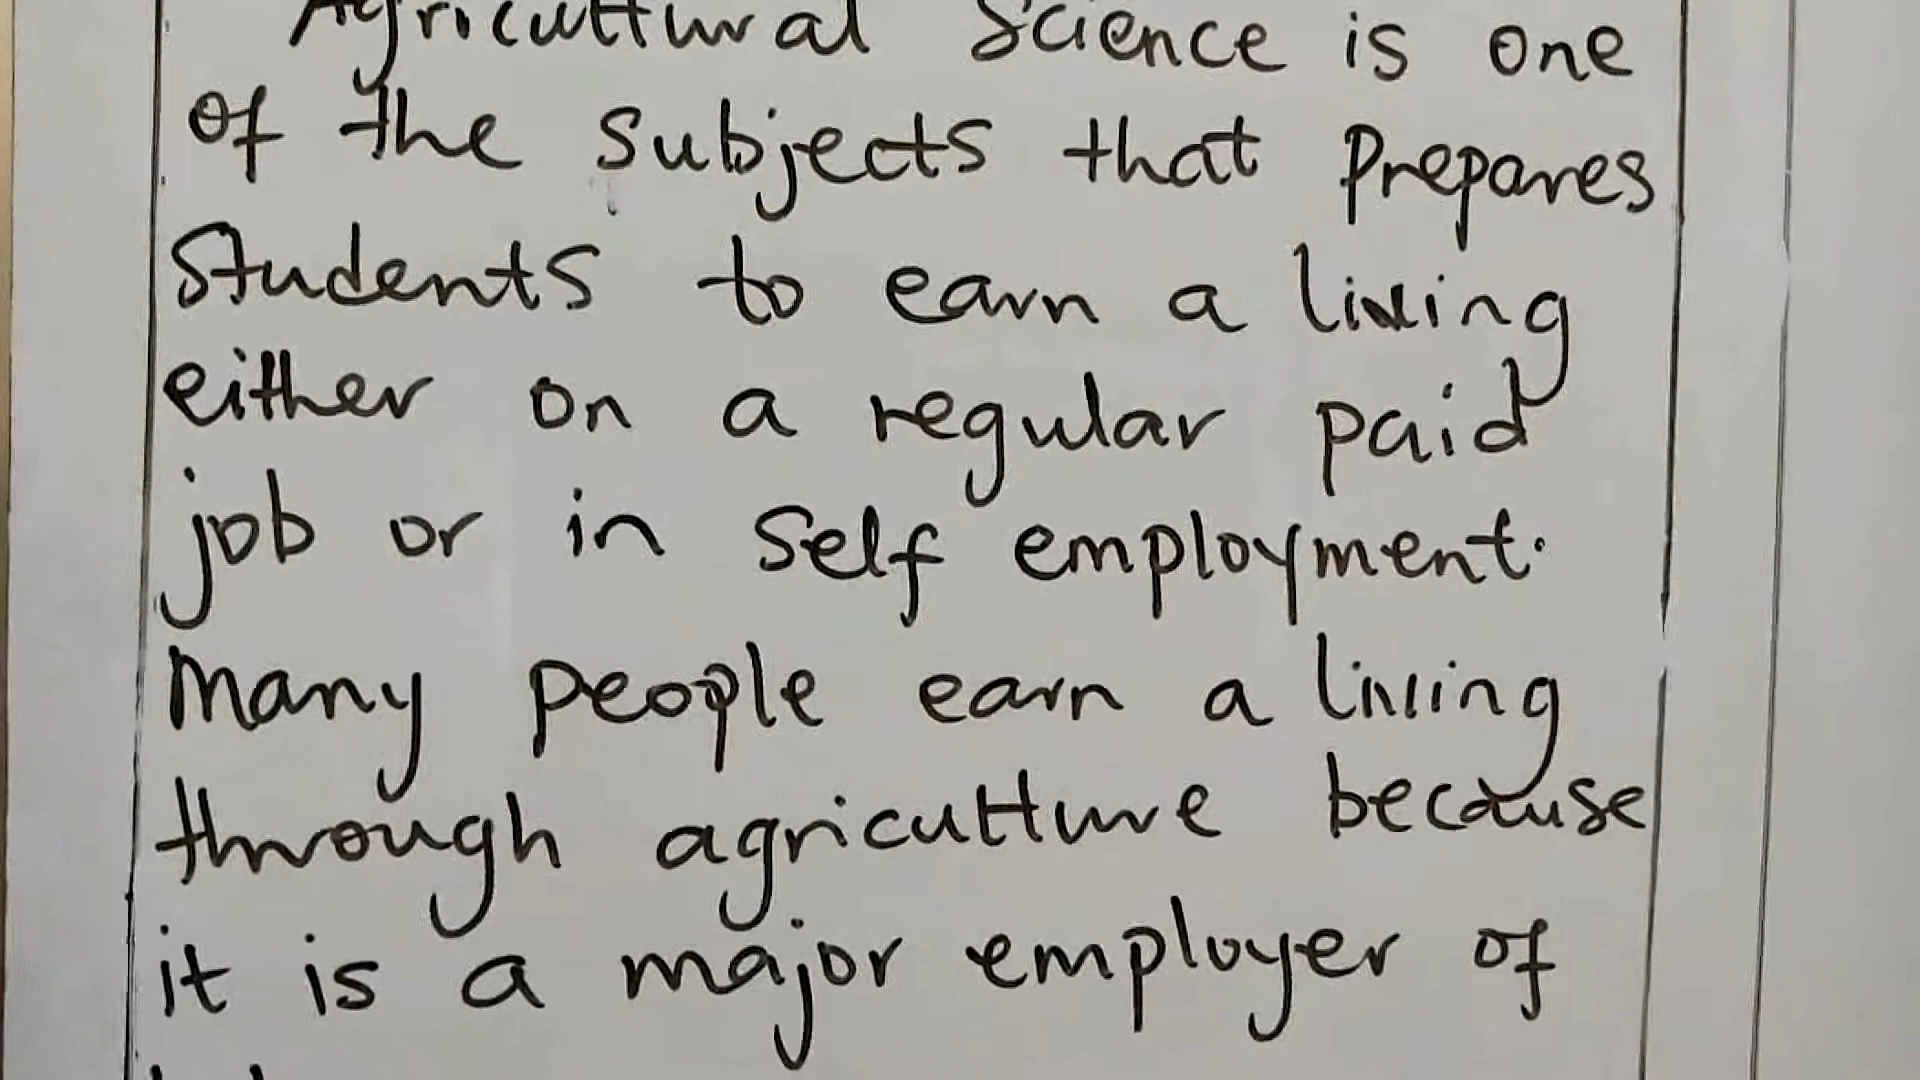 Agricultural Science is one
of the subjects that prepares
Students to earn a living
either on a regular paid
job or in self employment.
Many people earn a living
through agriculture because
it is a major employer of